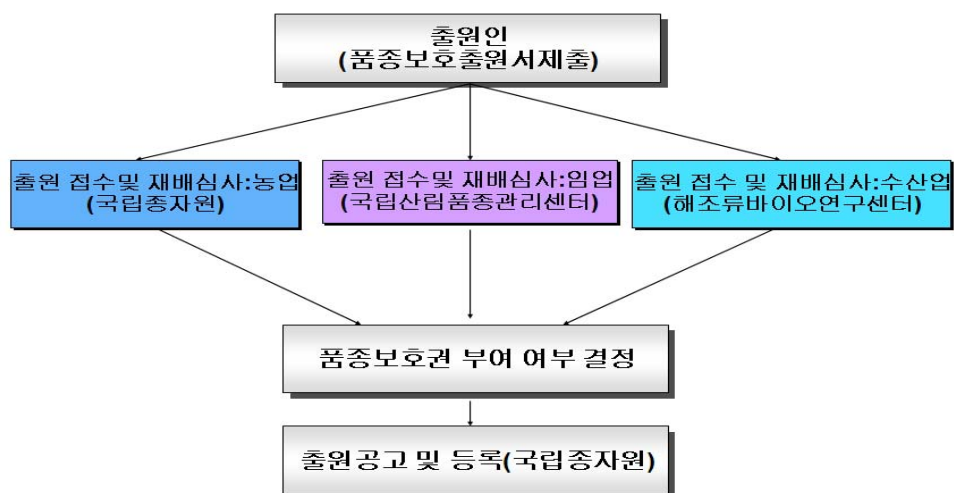 출원인
(품종보호출원서제출)
출원 접수및 재배심사:농업
(국립종자원)
출원 접수및 재배심사:임업
(국립산림품종관리센터)
출원 접수 및 재배심사:수산업
(해조류바이오연구센터)
품종보호권 부여 여부 결정
출원공고 및 등록(국립종자원)